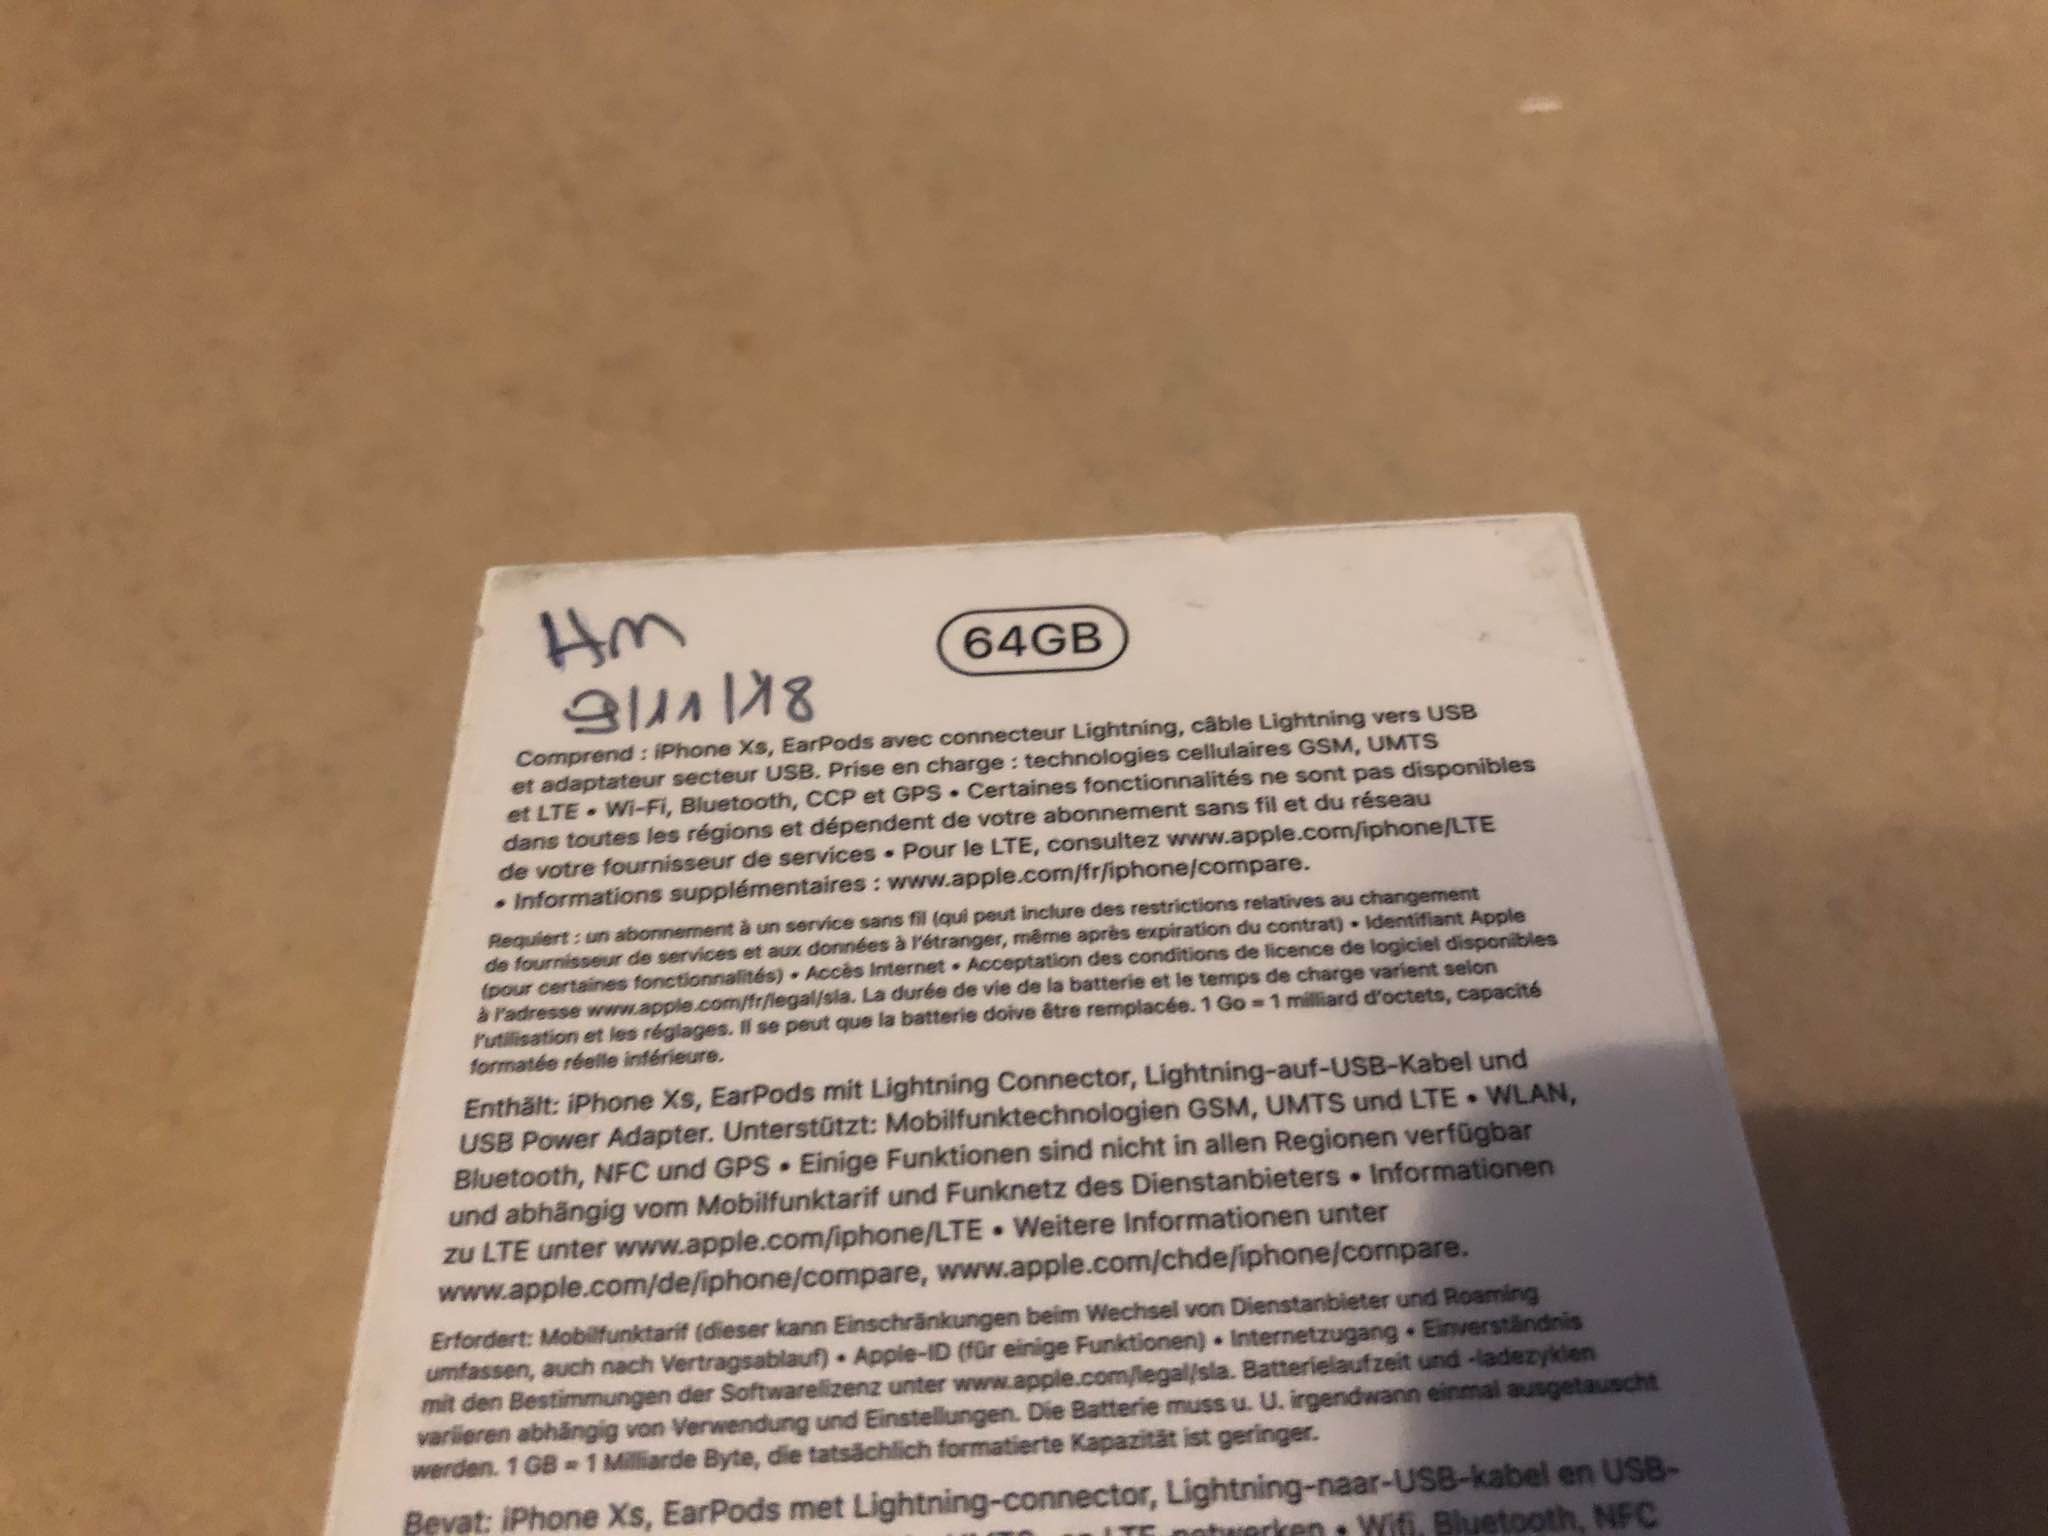 Hm
64GB
9/11/18
Comprend : iPhone Xs, EarPods avec connecteur Lightning, câble Lightning vers USB
et adaptateur secteur USB. Prise en charge : technologies cellulaires GSM, UMTS
et LTE • Wi-Fi, Bluetooth, CCP et GPS • Certaines fonctionnalités ne sont pas disponibles
dans toutes les régions et dépendent de votre abonnement sans fil et du réseau
de votre fournisseur de services • Pour le LTE, consultez www.apple.com/iphone/LTE
• Informations supplémentaires : www.apple.com/fr/iphone/compare.
Requiert : un abonnement à un service sans fil (qui peut inclure des restrictions relatives au changement
de fournisseur de services et aux données à l'étranger, même après expiration du contrat) • Identifiant Apple
(pour certaines fonctionnalités) • Accès Internet • Acceptation des conditions de licence de logiciel disponibles
à l'adresse www.apple.com/fr/legal/sla. La durée de vie de la batterie et le temps de charge varient selon
l'utilisation et les réglages. Il se peut que la batterie doive être remplacée. 1 Go = 1 milliard d'octets, capacité
formatée réelle inférieure.
Enthält: iPhone Xs, EarPods mit Lightning Connector, Lightning-auf-USB-Kabel und
USB Power Adapter. Unterstützt: Mobilfunktechnologien GSM, UMTS und LTE • WLAN,
Bluetooth, NFC und GPS • Einige Funktionen sind nicht in allen Regionen verfügbar
und abhängig vom Mobilfunktarif und Funknetz des Dienstanbieters • Informationen
zu LTE unter www.apple.com/iphone/LTE • Weitere Informationen unter
www.apple.com/de/iphone/compare, www.apple.com/chde/iphone/compare.
Erfordert: Mobilfunktarif (dieser kann Einschränkungen beim Wechsel von Dienstanbieter und Roaming
umfassen, auch nach Vertragsablauf) • Apple-ID (für einige Funktionen) • Internetzugang • Einverständnis
mit den Bestimmungen der Softwarelizenz unter www.apple.com/legal/sla. Batterielaufzeit und -ladezyklen
variieren abhängig von Verwendung und Einstellungen. Die Batterie muss u. U. irgendwann einmal ausgetauscht
werden. 1 GB = 1 Milliarde Byte, die tatsächlich formatierte Kapazität ist geringer.
Bevat: iPhone Xs, EarPods met Lightning-connector, Lightning-naar-USB-kabel en USB-
UMTS- en LTE-netwerken • Wifi, Bluetooth, NFC